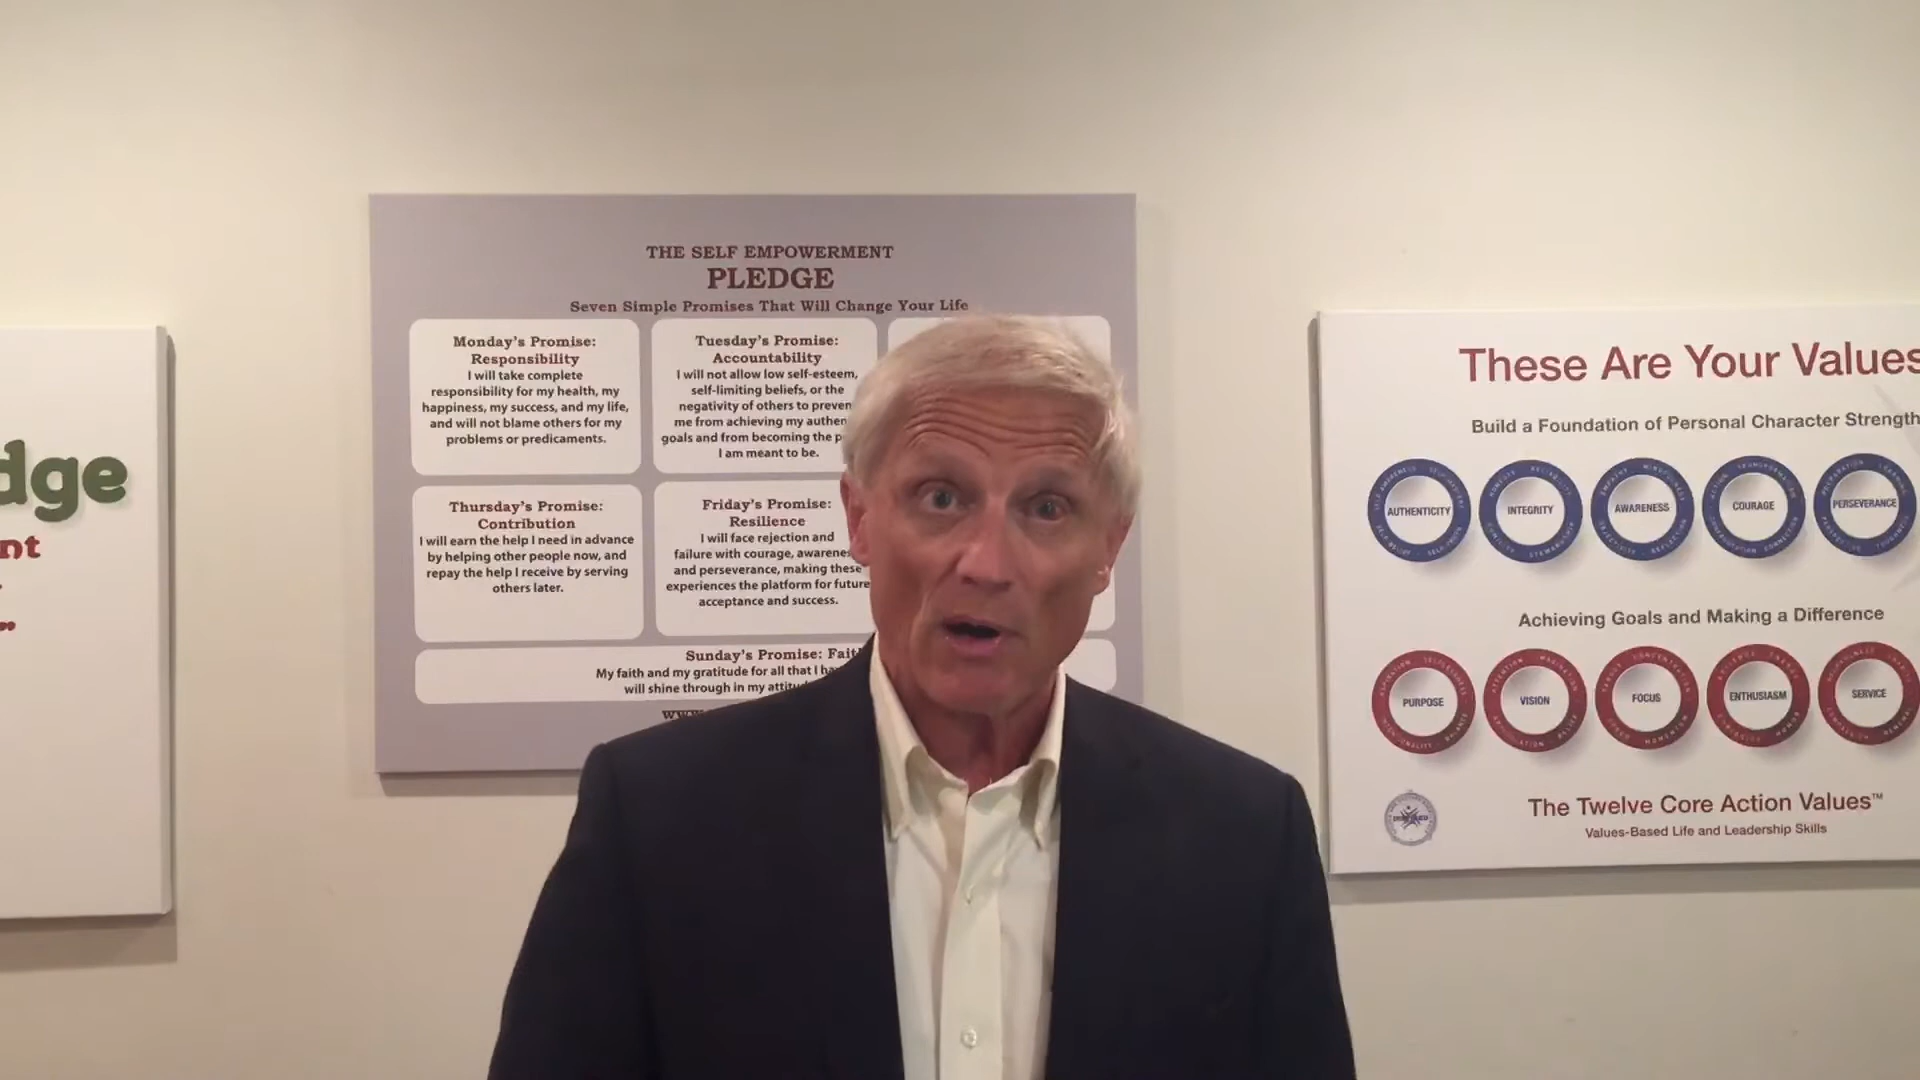 dge
nt
THE SELF EMPOWERMENT
PLEDGE
Seven Simple Promises That Will Change Your Life
Monday's Promise:
Responsibility
I will take complete
responsibility for my health, my
happiness, my success, and my life,
and will not blame others for my
problems or predicaments.
Tuesday's Promise:
Accountability
I will not allow low self-esteem,
self-limiting beliefs, or the
negativity of others to preven
me from achieving my authen
goals and from becoming the p
I am meant to be.
Thursday's Promise:
Contribution
I will earn the help I need in advance
by helping other people now, and
repay the help I receive by serving
others later.
Friday's Promise:
Resilience
I will face rejection and
failure with courage, awarenes
and perseverance, making these
experiences the platform for future
acceptance and success.
Sunday's Promise: Fait
My faith and my gratitude for all that I ha
will shine through in my attitu
These Are Your Values
Build a Foundation of Personal Character Strength
AUTHENTICITY
INTEGRITY
AWARENESS
COURAGE
PERSEVERANCE
Achieving Goals and Making a Difference
PURPOSE
VISION
FOCUS
ENTHUSIASM
SERVICE
The Twelve Core Action Values™
Values-Based Life and Leadership Skills